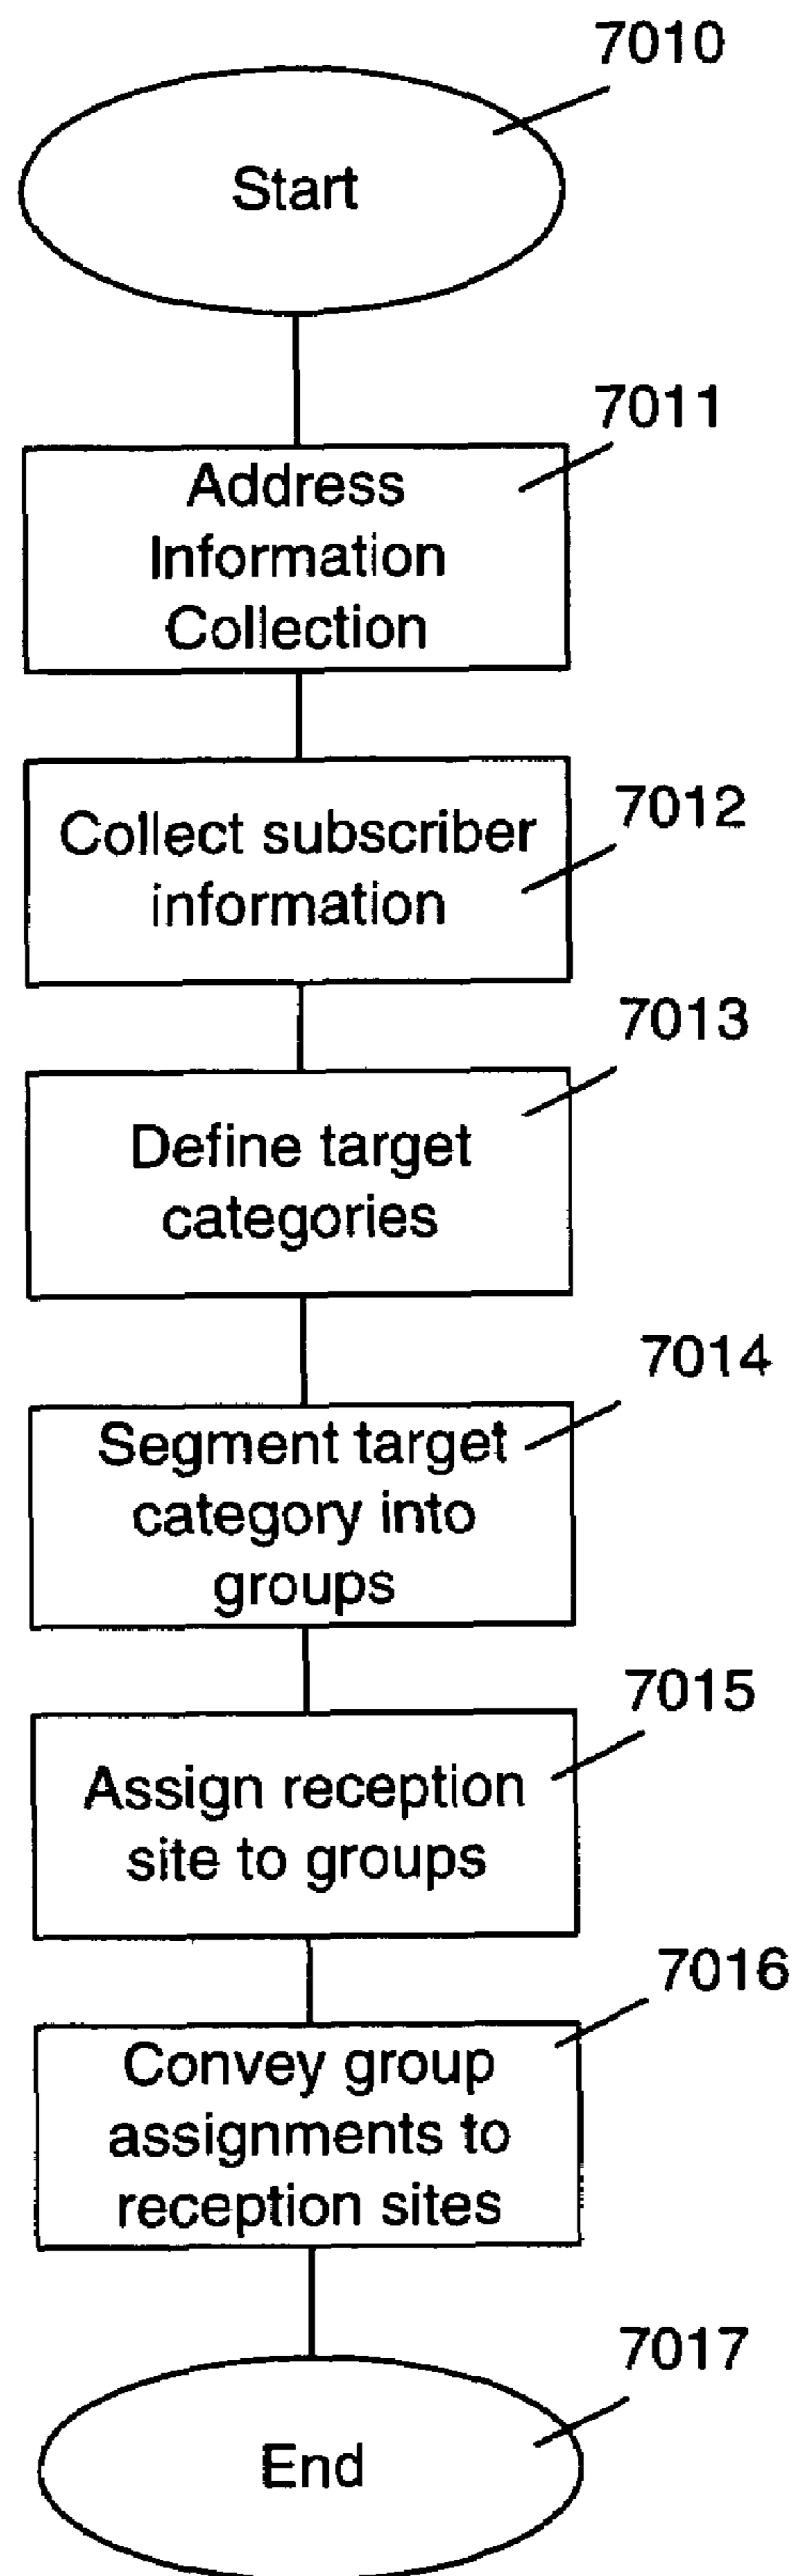 7010
Start
7011
Address
Information
Collection
7012
Collect subscriber
information
7013
Define target
categories
7014
Segment target
category into
groups
7015
Assign reception
site to groups
7016
Convey group
assignments to
reception sites
7017
End